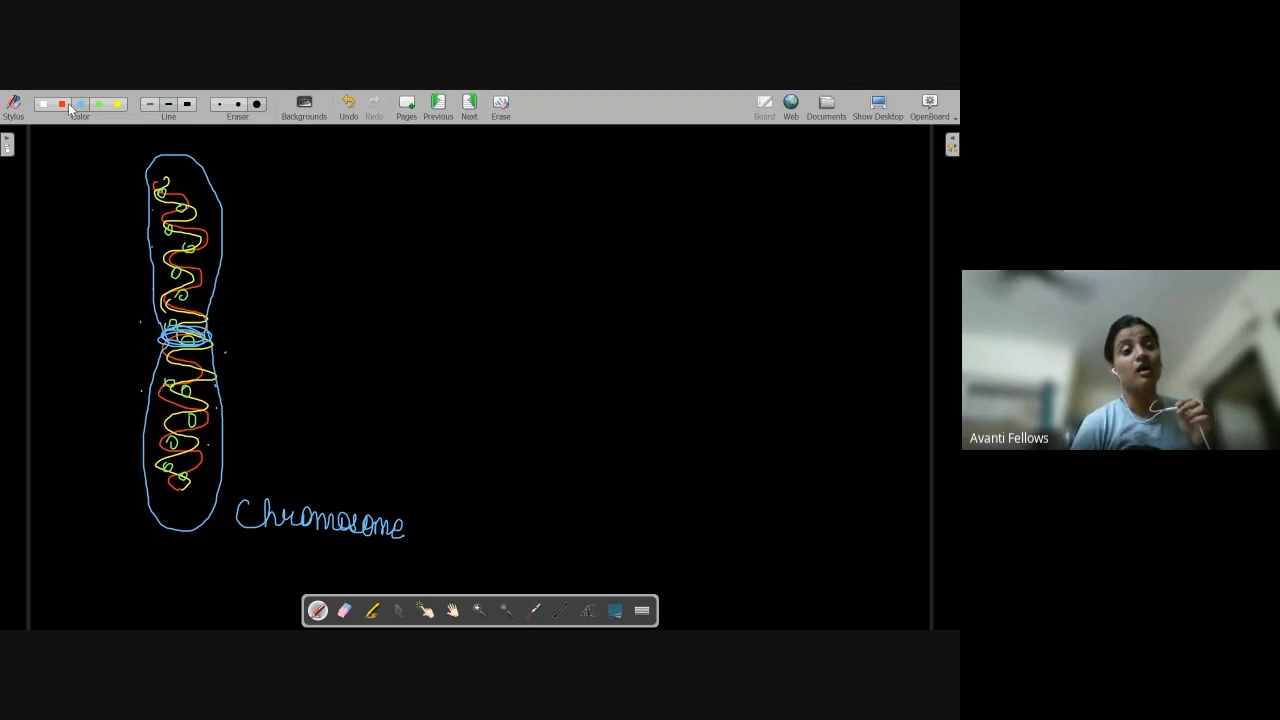 Stylus
Color
Line
Eraser
Backgrounds
Undo
Redo
Pages
Previous
Next
Erase
Board
Web
Documents
Show Desktop
OpenBoard
Chromosome
Avanti Fellows